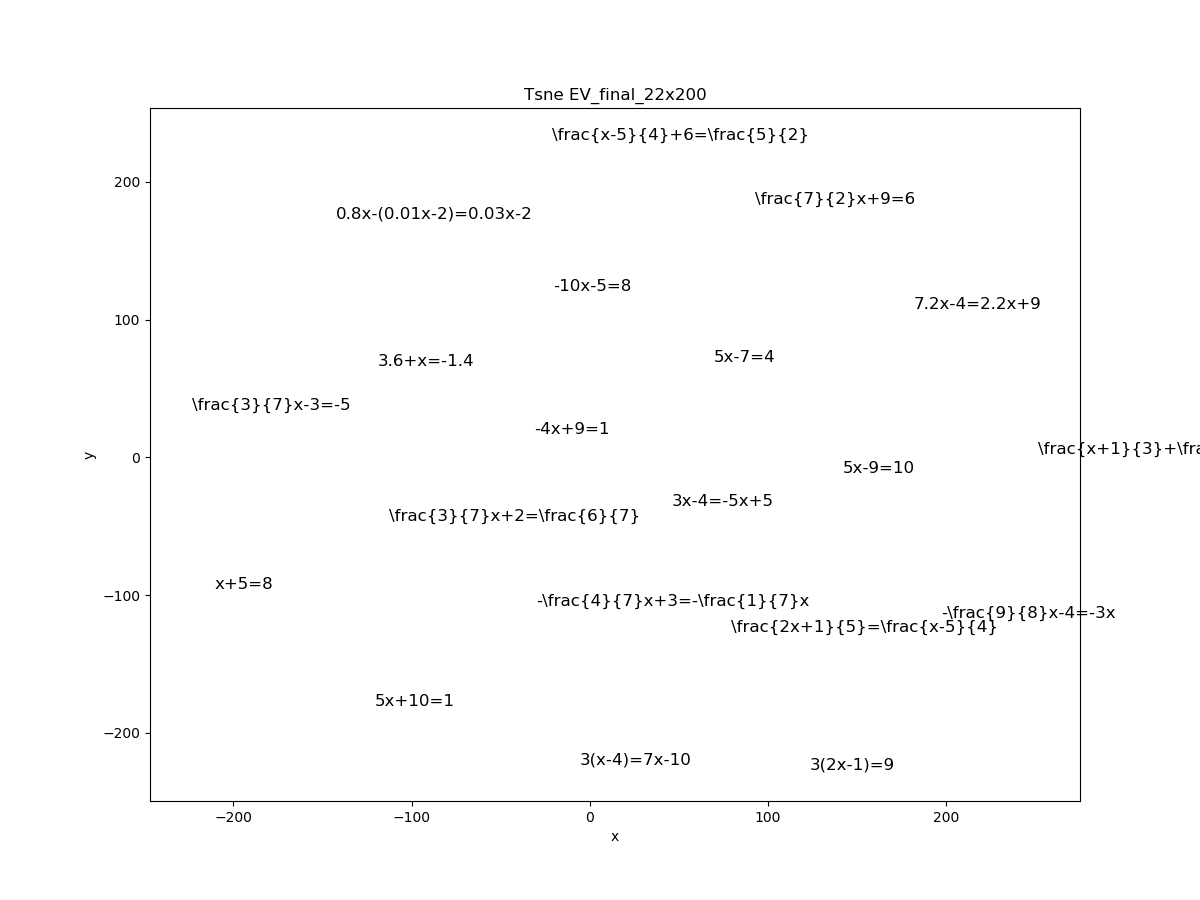 Tsne EV_final_22x200
\frac{x-5}{4}+6=\frac{5}{2}
200
\frac{7}{2}x+9=6
0.8x-(0.01x-2)=0.03x-2
-10x-5=8
7.2x-4=2.2x+9
100
5x-7=4
3.6+x=-1.4
\frac{3}{7}x-3=-5
-4x+9=1
\frac{x+1}{3}+\fra
y
0
5x-9=10
3x-4=-5x+5
\frac{3}{7}x+2=\frac{6}{7}
x+5=8
−100
-\frac{4}{7}x+3=-\frac{1}{7}x
-\frac{9}{8}x-4=-3x
\frac{2x+1}{5}=\frac{x-5}{4}
5x+10=1
−200
3(x-4)=7x-10
3(2x-1)=9
−200 −100 0 100 200
x